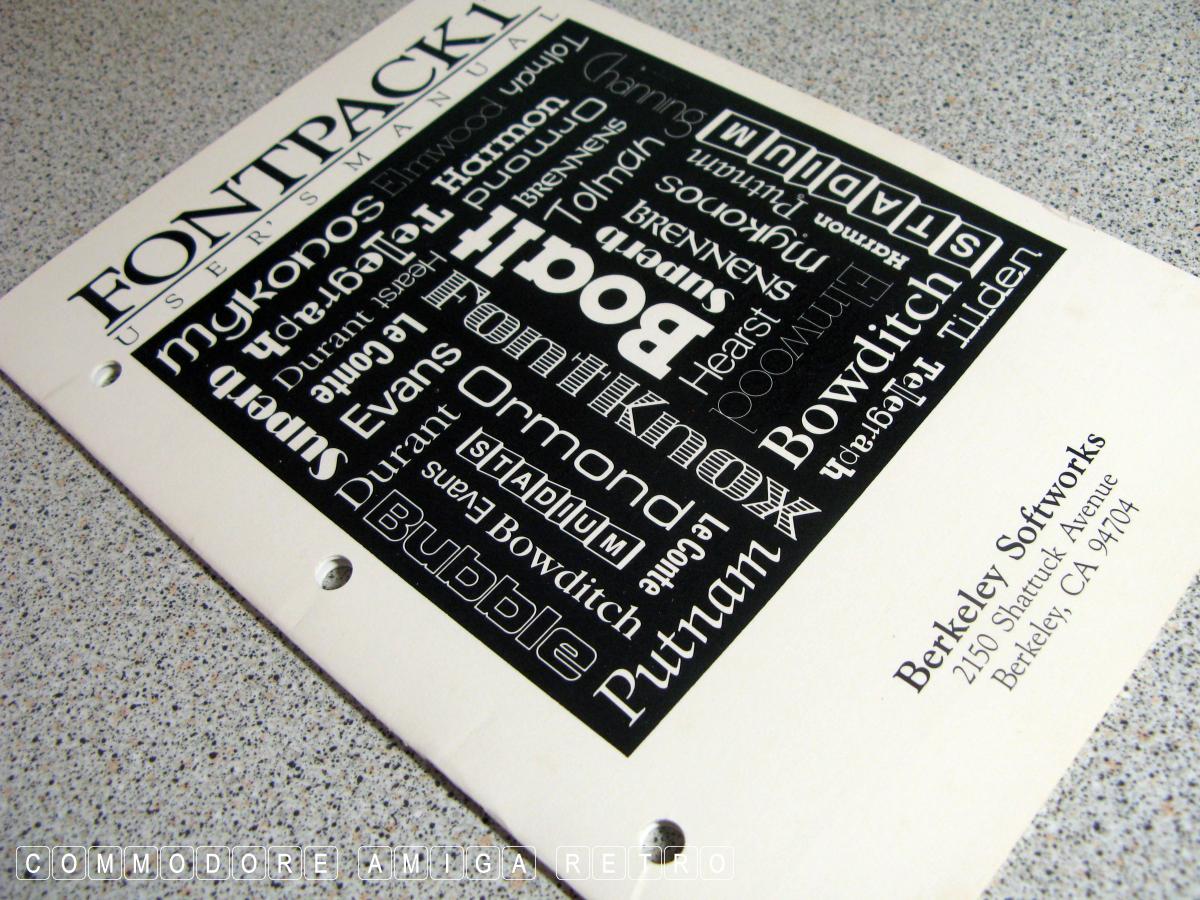 FONTPACK1
USER'S MANUAL
Tolman
Channing
STADIUM
Elmwood
Harmon
Ormond
BRENNENS
Tolman
Putnam
Mykonos
Harmon
Mykonos
Telegraph
Hearst
Boalt
Superb
BRENNENS
Elmwood
Tilden
Superb
Durant
Le Conte
Evans
FontKnox
Hearst
Bowditch
Telegraph
Durant
Ormond
STADIUM
Evans
Bowditch
Le Conte
Bubble
Putnam
Berkeley Softworks
2150 Shattuck Avenue
Berkeley, CA 94704
COMMODORE AMIGA RETRO